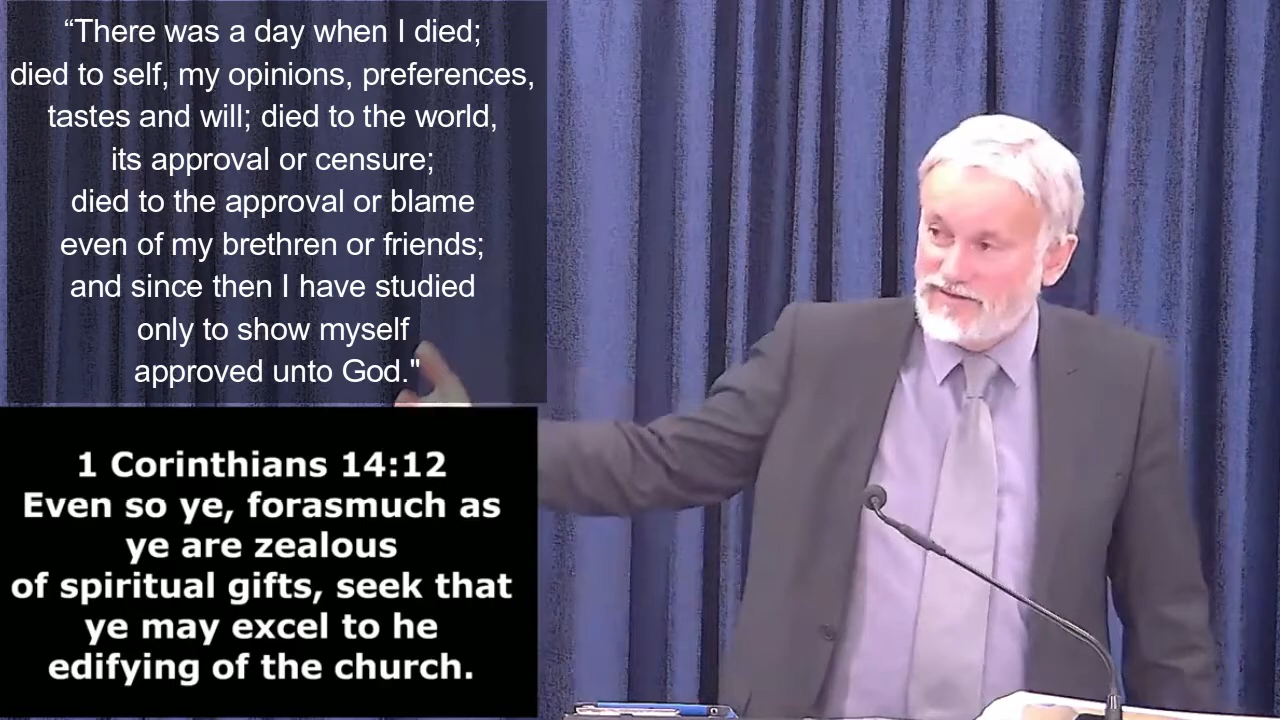 “There was a day when I died;
died to self, my opinions, preferences,
tastes and will; died to the world,
its approval or censure;
died to the approval or blame
even of my brethren or friends;
and since then I have studied
only to show myself
approved unto God."
1 Corinthians 14:12
Even so ye, forasmuch as
ye are zealous
of spiritual gifts, seek that
ye may excel to he
edifying of the church.